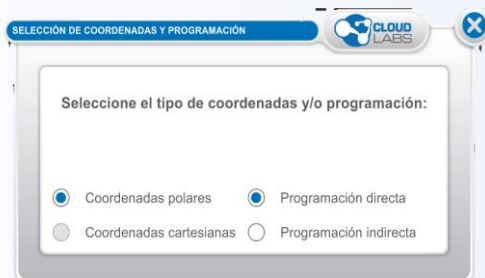 SELECCIÓN DE COORDENADAS Y PROGRAMACIÓN
CLOUD
LABS
Seleccione el tipo de coordenadas y/o programación:
Coordenadas polares
Programación directa
Coordenadas cartesianas
Programación indirecta